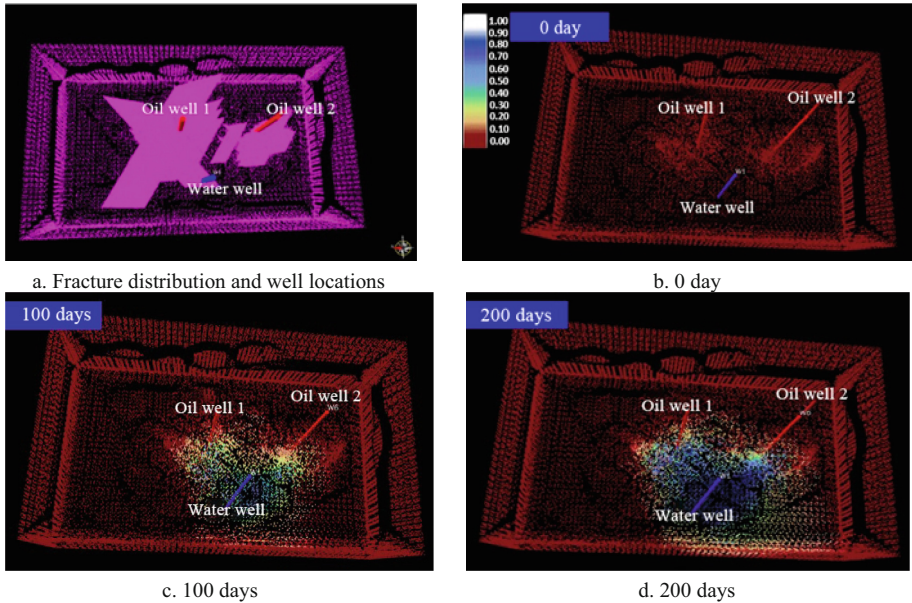 Oil well 1
Oil well 2
W1
Water well
a. Fracture distribution and well locations
1.00
0.90
0.80
0.70
0.60
0.50
0.40
0.30
0.20
0.10
0.00
0 day
Oil well 1
Oil well 2
W1
Water well
b. 0 day
100 days
Oil well 1
Oil well 2
Water well
c. 100 days
200 days
Oil well 1
Oil well 2
W1
Water well
d. 200 days